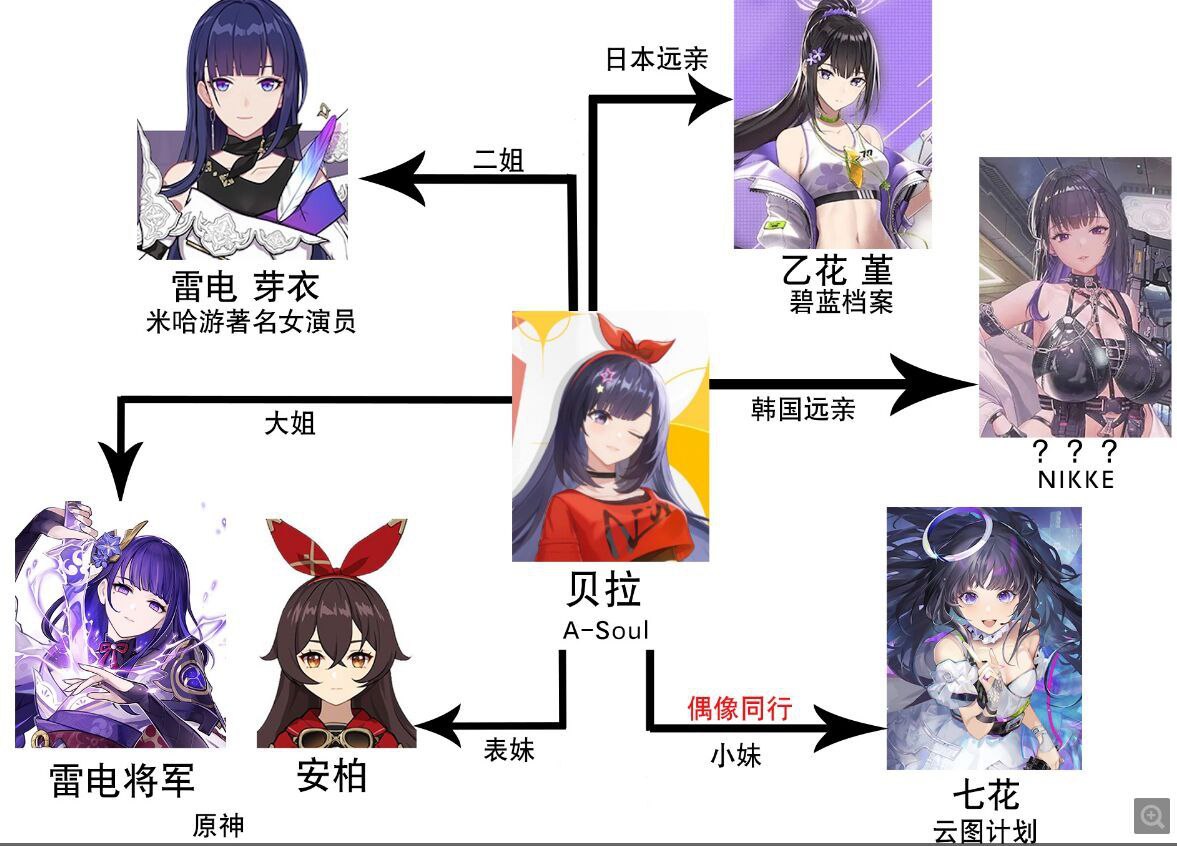 日本远亲
二姐
雷电 芽衣
米哈游著名女演员
乙花 堇
碧蓝档案
大姐
韩国远亲
？？？
NIKKE
贝拉
A-Soul
表妹
偶像同行
小妹
雷电将军
安柏
原神
七花
云图计划